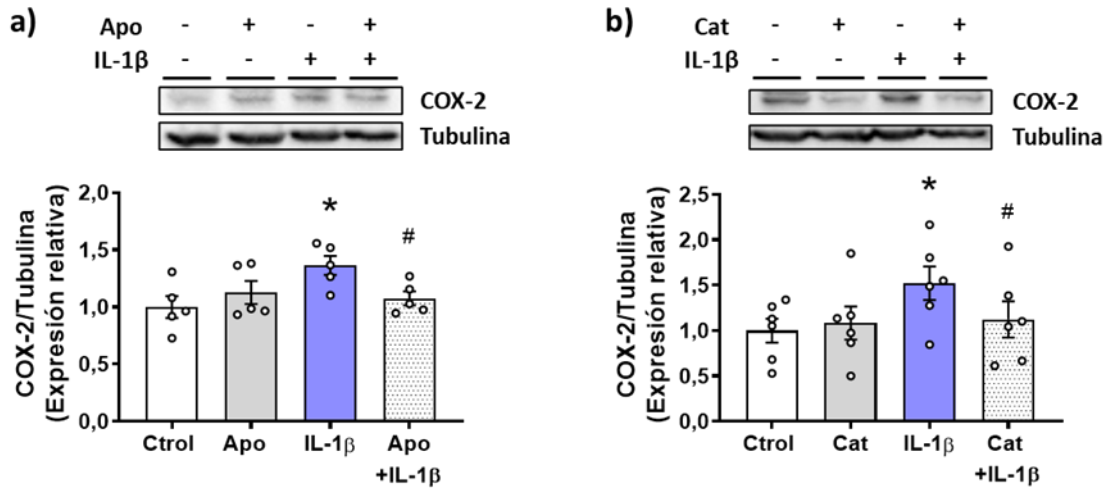 a)
Apo - + - +
IL-1β - - + +
COX-2
Tubulina
COX-2/Tubulina
(Expresión relativa)
2,0
1,5
1,0
0,5
0,0
*
#
Ctrol Apo IL-1β Apo
+IL-1β
b)
Cat - + - +
IL-1β - - + +
COX-2
Tubulina
COX-2/Tubulina
(Expresión relativa)
2,5
2,0
1,5
1,0
0,5
0,0
*
#
Ctrol Cat IL-1β Cat
+IL-1β